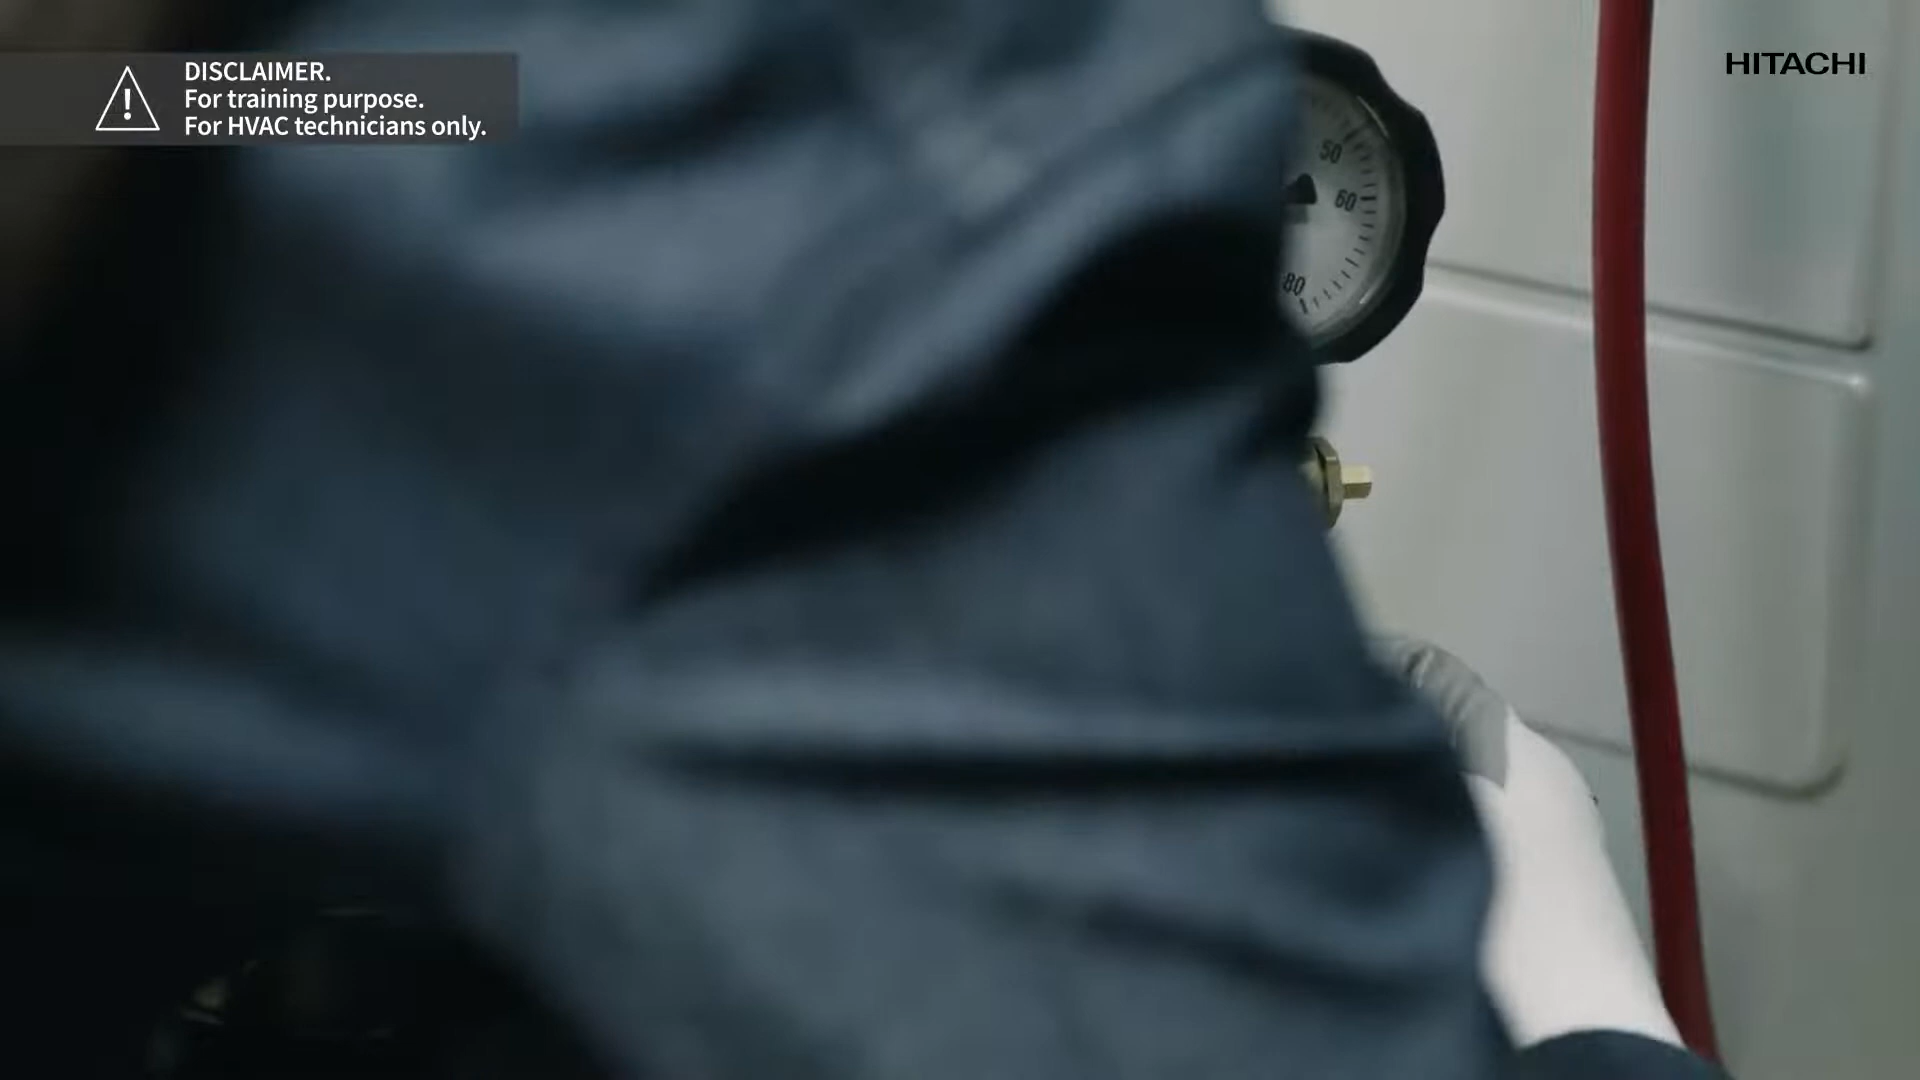 DISCLAIMER.
For training purpose.
For HVAC technicians only.
HITACHI
50
60
80